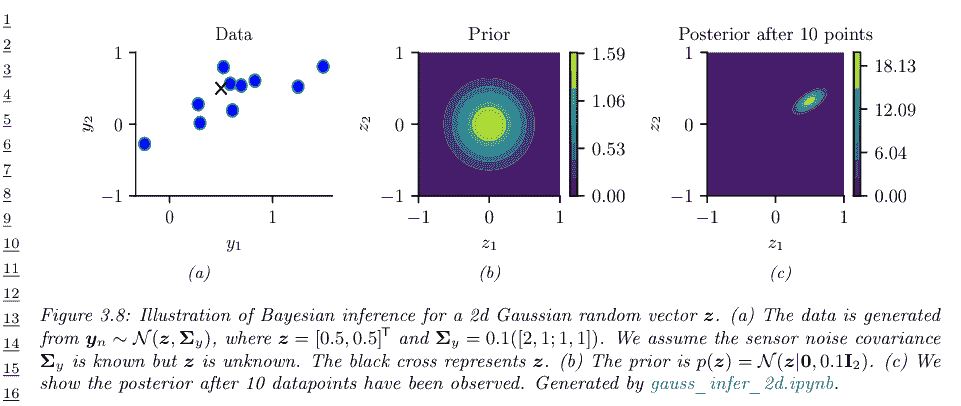 1
2
3
4
5
6
7
8
9
10
11
12
13
14
15
16
Data
1
0
−1
y₂
0
1
y₁
(a)
Prior
1
0
−1
z₂
−1
0
1
z₁
1.59
1.06
0.53
0.00
(b)
Posterior after 10 points
1
0
−1
z₂
−1
0
1
z₁
18.13
12.09
6.04
0.00
(c)
Figure 3.8: Illustration of Bayesian inference for a 2d Gaussian random vector z. (a) The data is generated
from yₙ ∼ N(z, Σ_y), where z = [0.5, 0.5]ᵀ and Σ_y = 0.1([2, 1; 1, 1]). We assume the sensor noise covariance
Σ_y is known but z is unknown. The black cross represents z. (b) The prior is p(z) = N(z|0, 0.1I₂). (c) We
show the posterior after 10 datapoints have been observed. Generated by gauss_infer_2d.ipynb.